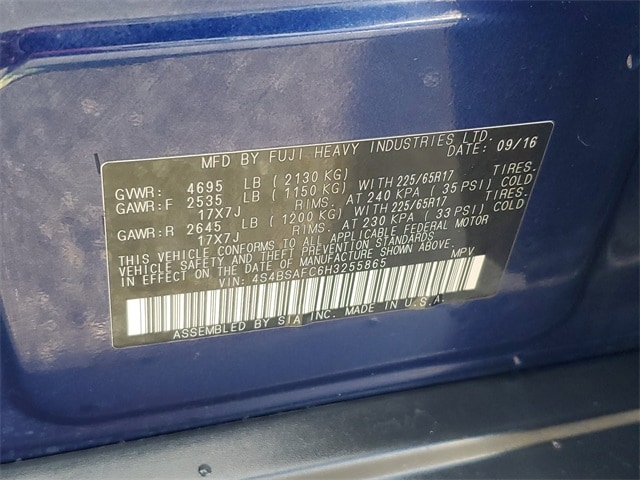 MFD BY FUJI HEAVY INDUSTRIES LTD.
DATE: 09/16
GVWR: 4695 LB ( 2130 KG)
GAWR:F 2535 LB ( 1150 KG) WITH 225/65R17 TIRES.
17X7J RIMS. AT 240 KPA ( 35 PSI) COLD
GAWR:R 2645 LB ( 1200 KG) WITH 225/65R17 TIRES.
17X7J RIMS. AT 230 KPA ( 33 PSI) COLD
THIS VEHICLE CONFORMS TO ALL APPLICABLE FEDERAL MOTOR
VEHICLE SAFETY AND THEFT PREVENTION STANDARDS
IN EFFECT ON THE DATE OF MANUFACTURE SHOWN ABOVE.
VIN: 4S4BSAFC6H3255865 MPV
ASSEMBLED BY SIA INC. MADE IN U.S.A.